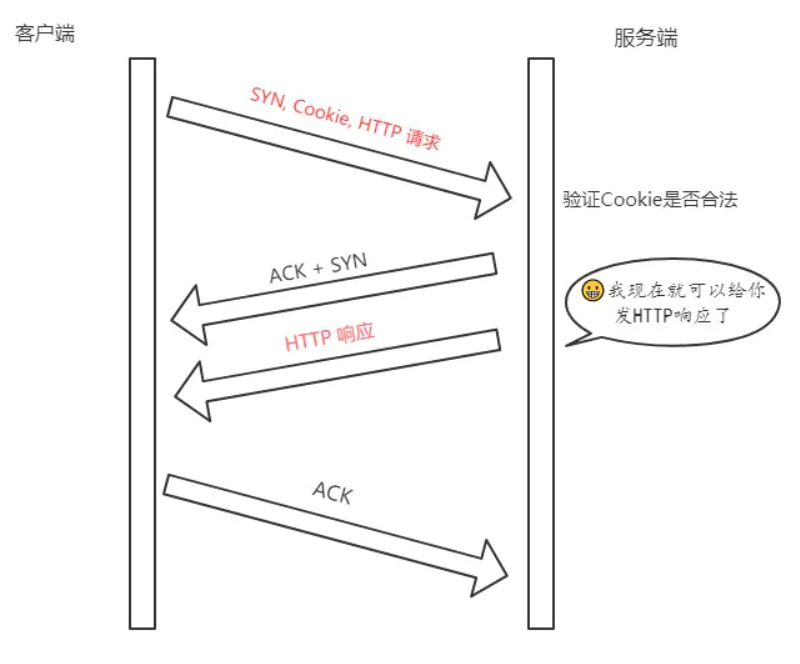 客户端
服务端
SYN, Cookie, HTTP 请求
验证Cookie是否合法
ACK + SYN
😀我现在就可以给你
发HTTP响应了
HTTP 响应
ACK